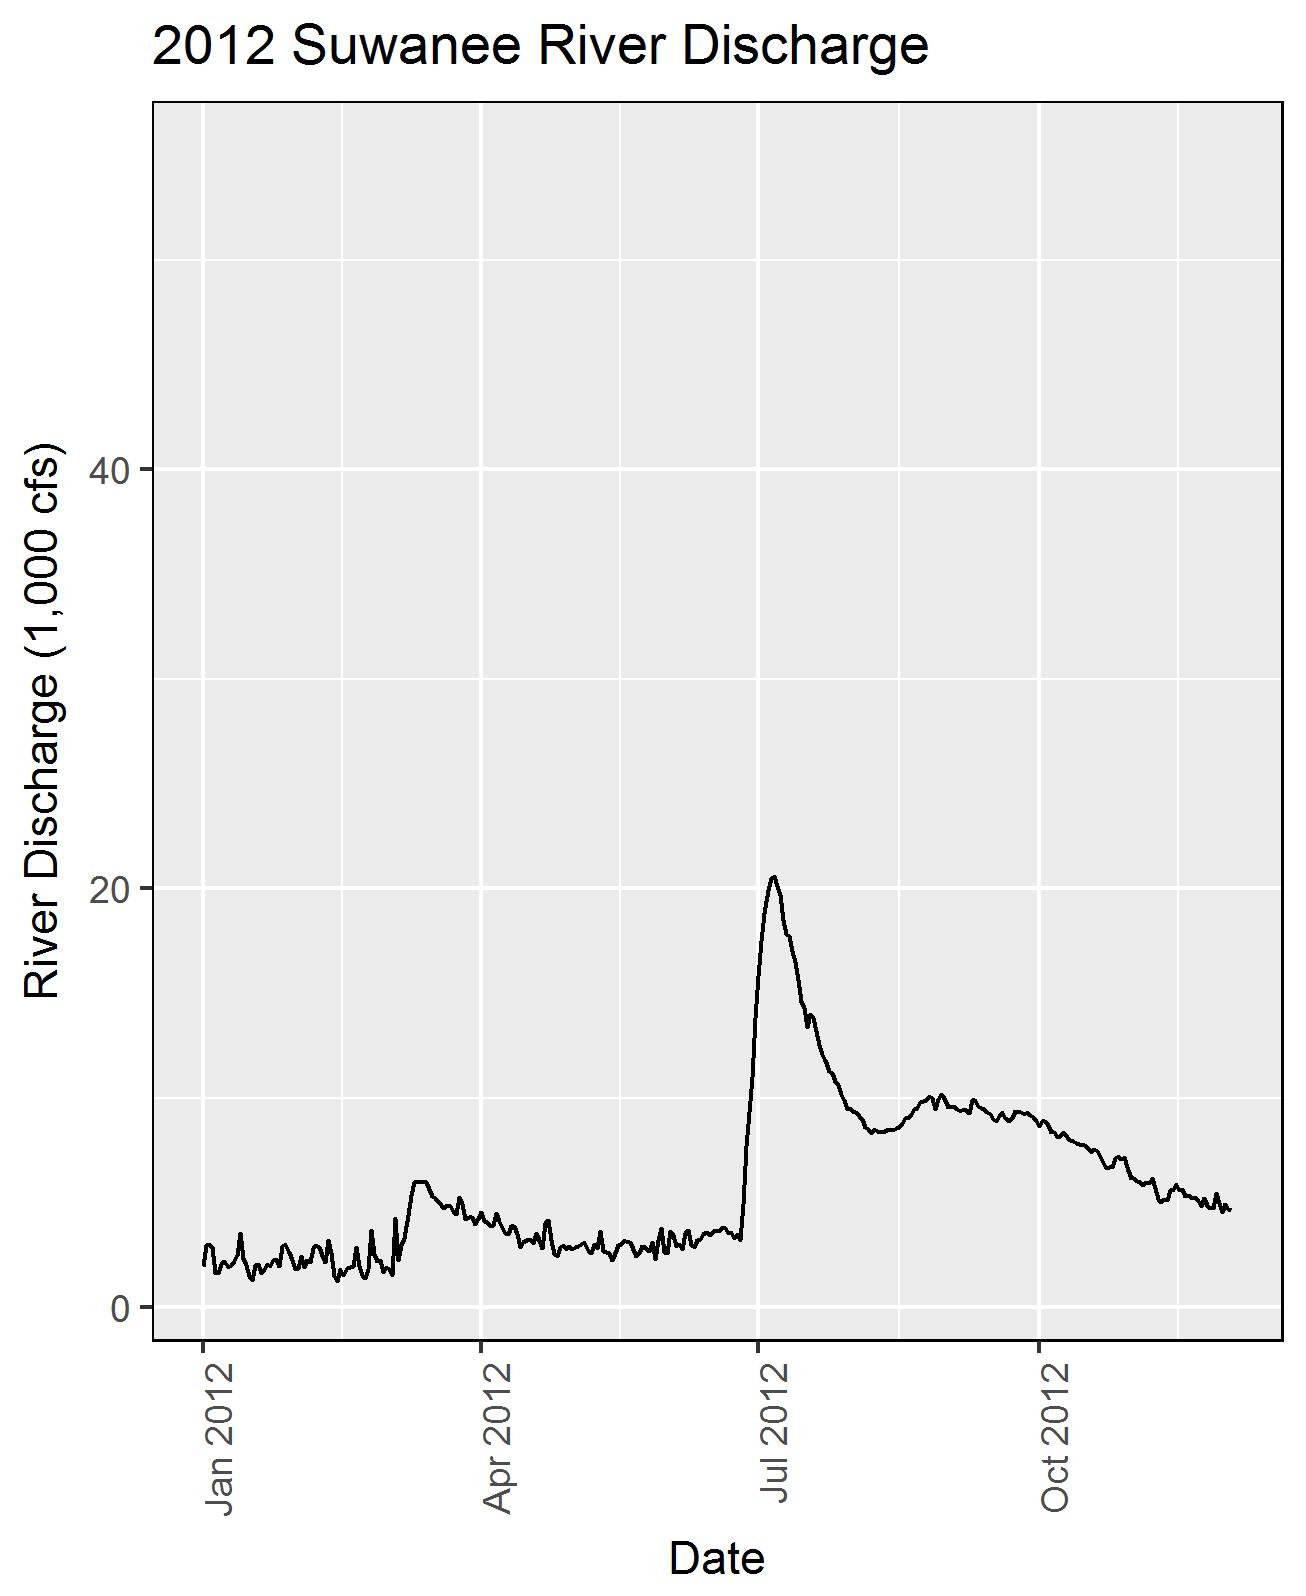 2012 Suwanee River Discharge
River Discharge (1,000 cfs)
40
20
0
Jan 2012
Apr 2012
Jul 2012
Oct 2012
Date